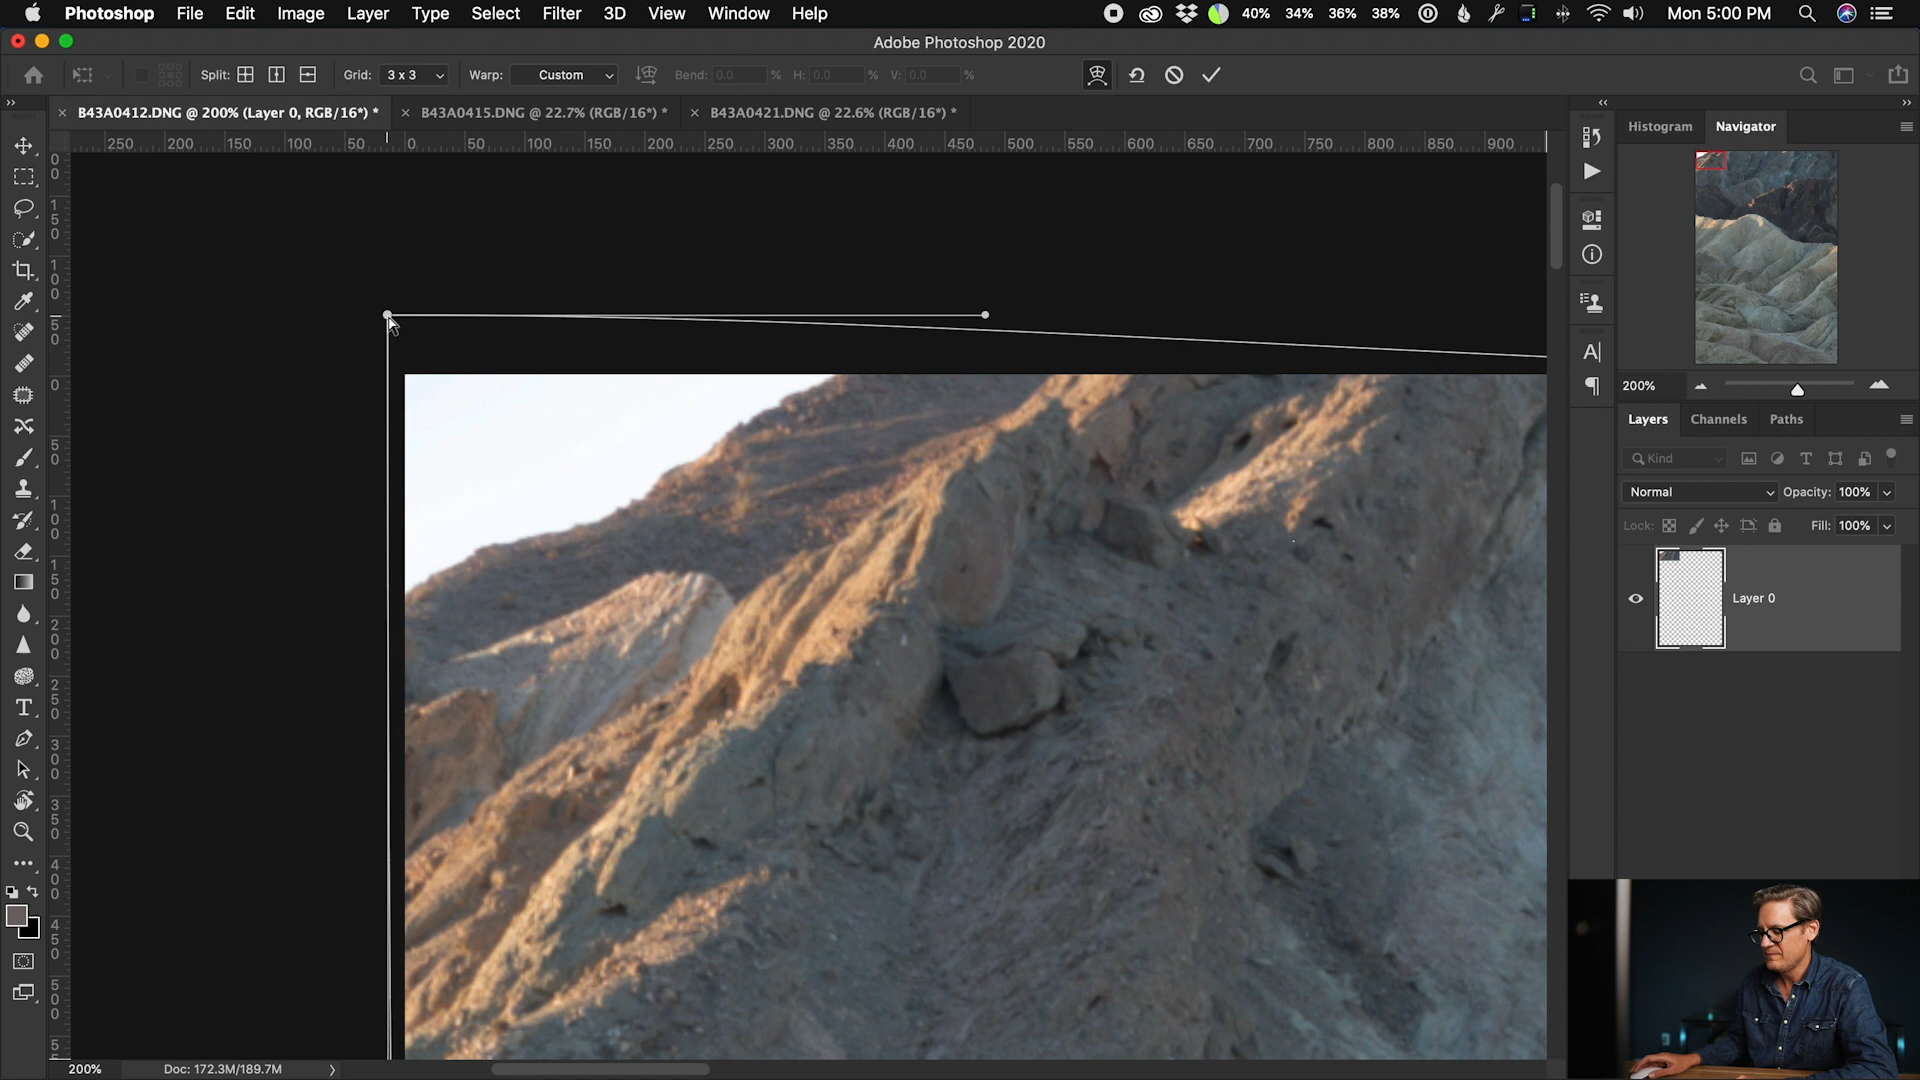 Photoshop File Edit Image Layer Type Select Filter 3D View Window Help 40% 34% 36% 38% Mon 5:00 PM
Adobe Photoshop 2020
Split: Grid: 3 x 3 Warp: Custom Bend: 0.0 % H: 0.0 % V: 0.0 %
B43A0412.DNG @ 200% (Layer 0, RGB/16*) * B43A0415.DNG @ 22.7% (RGB/16*) * B43A0421.DNG @ 22.6% (RGB/16*) *
250 200 150 100 50 0 50 100 150 200 250 300 350 400 450 500 550 600 650 700 750 800 850 900
Histogram Navigator
200%
Layers Channels Paths
Kind
Normal Opacity: 100%
Lock: Fill: 100%
Layer 0
200% Doc: 172.3M/189.7M